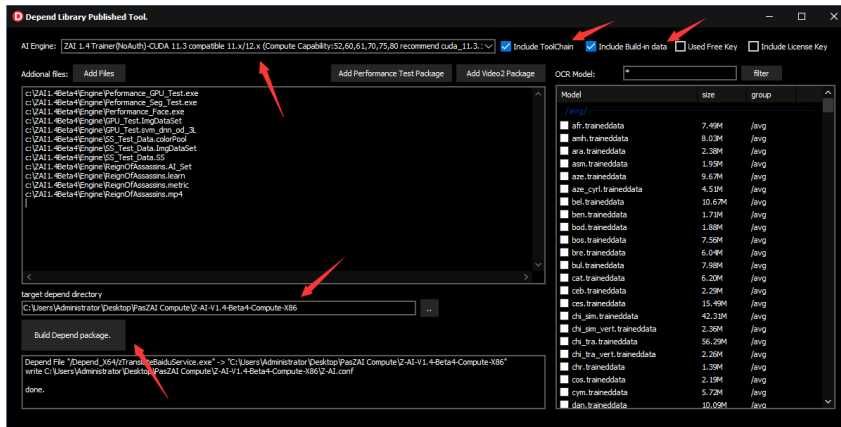 Depend Library Published Tool.
AI Engine: ZAI 1.4 Trainer(NoAuth)-CUDA 11.3 compatible 11.x/12.x (Compute Capability:52,60,61,70,75,80 recommend cuda_11.3.
Include ToolChain
Include Build-in data
Used Free Key
Include License Key
Addional files:
Add Files
Add Performance Test Package
Add Video2 Package
c:\ZAI1.4Beta4\Engine\Peformance_GPU_Test.exe
c:\ZAI1.4Beta4\Engine\Performance_Seg_Test.exe
c:\ZAI1.4Beta4\Engine\Performance_Face.exe
c:\ZAI1.4Beta4\Engine\GPU_Test.ImgDataSet
c:\ZAI1.4Beta4\Engine\GPU_Test.svm_dnn_od_3L
c:\ZAI1.4Beta4\Engine\SS_Test_Data.colorPool
c:\ZAI1.4Beta4\Engine\SS_Test_Data.ImgDataSet
c:\ZAI1.4Beta4\Engine\SS_Test_Data.SS
c:\ZAI1.4Beta4\Engine\ReignOfAssassins.AI_Set
c:\ZAI1.4Beta4\Engine\ReignOfAssassins.learn
c:\ZAI1.4Beta4\Engine\ReignOfAssassins.metric
c:\ZAI1.4Beta4\Engine\ReignOfAssassins.mp4
target depend directory
C:\Users\Administrator\Desktop\PasZAI Compute\Z-AI-V1.4-Beta4-Compute-X86
..
Build Depend package.
Depend File "/Depend_X64/zTranslateBaiduService.exe" -> "C:\Users\Administrator\Desktop\PasZAI Compute\Z-AI-V1.4-Beta4-Compute-X86"
write C:\Users\Administrator\Desktop\PasZAI Compute\Z-AI-V1.4-Beta4-Compute-X86\Z-AI.conf
done.
OCR Model:
*
filter
Model size group
/avg/
afr.traineddata 7.49M /avg
amh.traineddata 8.03M /avg
ara.traineddata 2.38M /avg
asm.traineddata 1.95M /avg
aze.traineddata 9.67M /avg
aze_cyrl.traineddata 4.51M /avg
bel.traineddata 10.67M /avg
ben.traineddata 1.71M /avg
bod.traineddata 1.88M /avg
bos.traineddata 7.56M /avg
bre.traineddata 6.04M /avg
bul.traineddata 7.98M /avg
cat.traineddata 6.20M /avg
ceb.traineddata 2.29M /avg
ces.traineddata 15.49M /avg
chi_sim.traineddata 42.31M /avg
chi_sim_vert.traineddata 2.36M /avg
chi_tra.traineddata 56.29M /avg
chi_tra_vert.traineddata 2.26M /avg
chr.traineddata 1.39M /avg
cos.traineddata 2.19M /avg
cym.traineddata 5.72M /avg
dan.traineddata 10.09M /avg